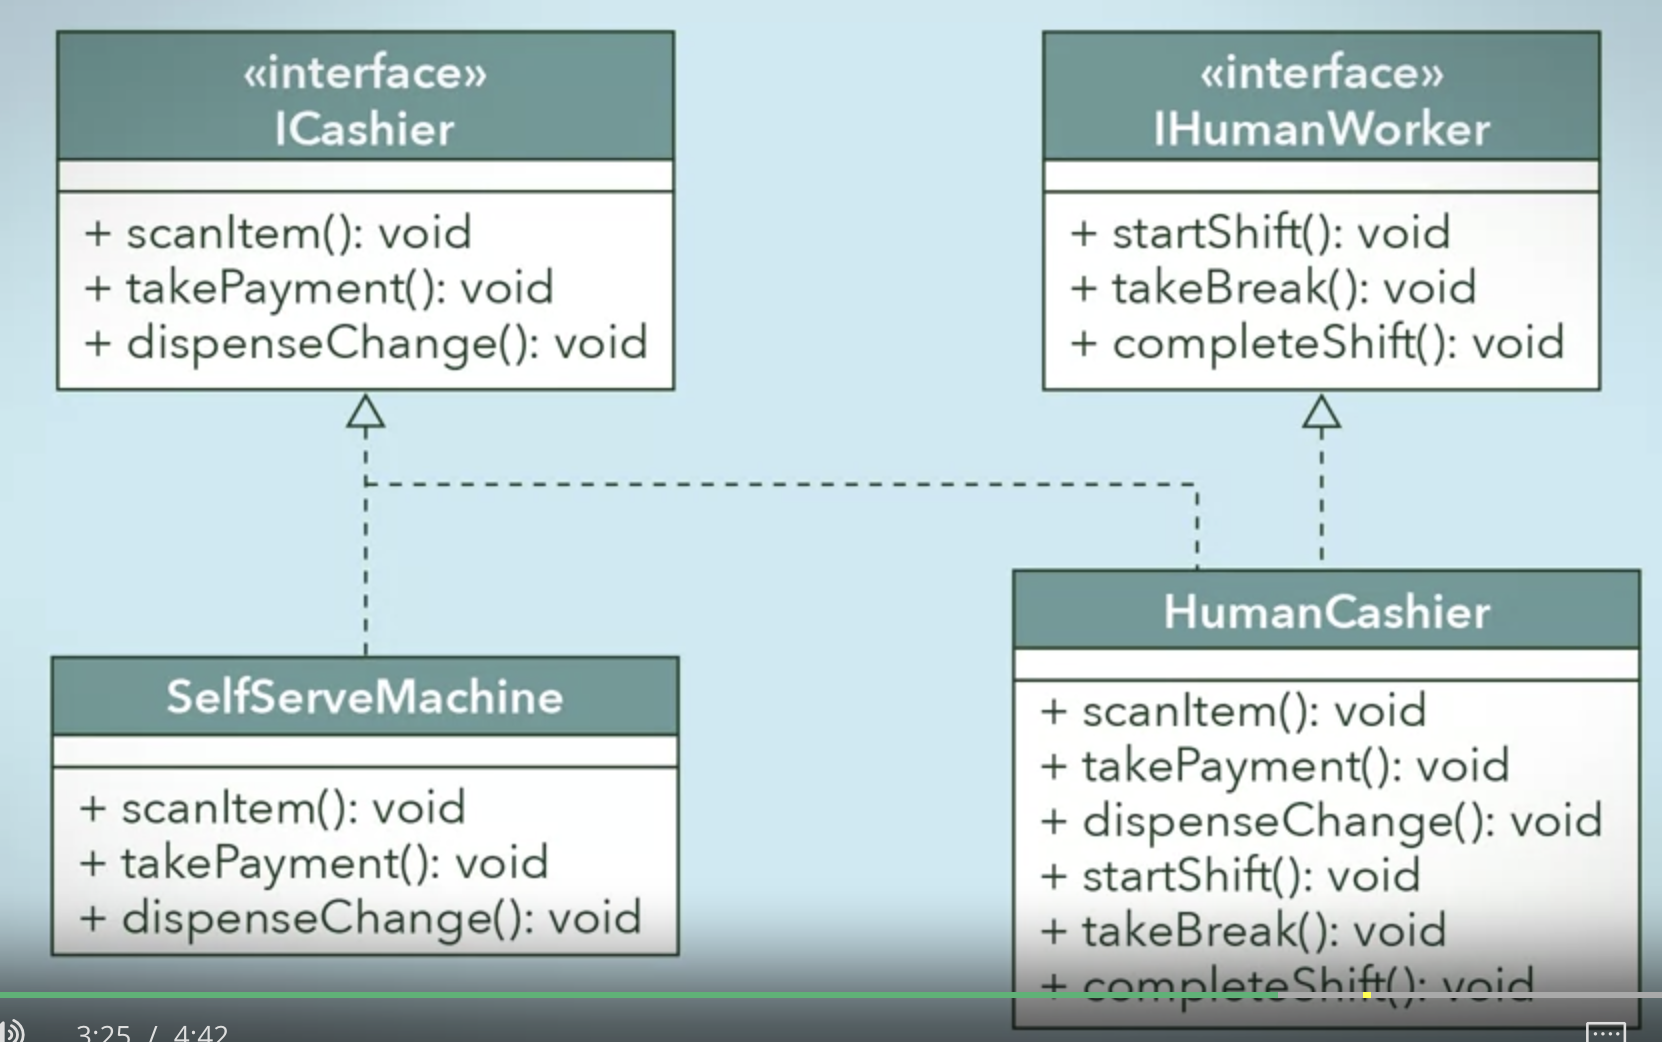 «interface»
ICashier
+ scanItem(): void
+ takePayment(): void
+ dispenseChange(): void
«interface»
IHumanWorker
+ startShift(): void
+ takeBreak(): void
+ completeShift(): void
SelfServeMachine
+ scanItem(): void
+ takePayment(): void
+ dispenseChange(): void
HumanCashier
+ scanItem(): void
+ takePayment(): void
+ dispenseChange(): void
+ startShift(): void
+ takeBreak(): void
+ completeShift(): void
3:25 / 4:42